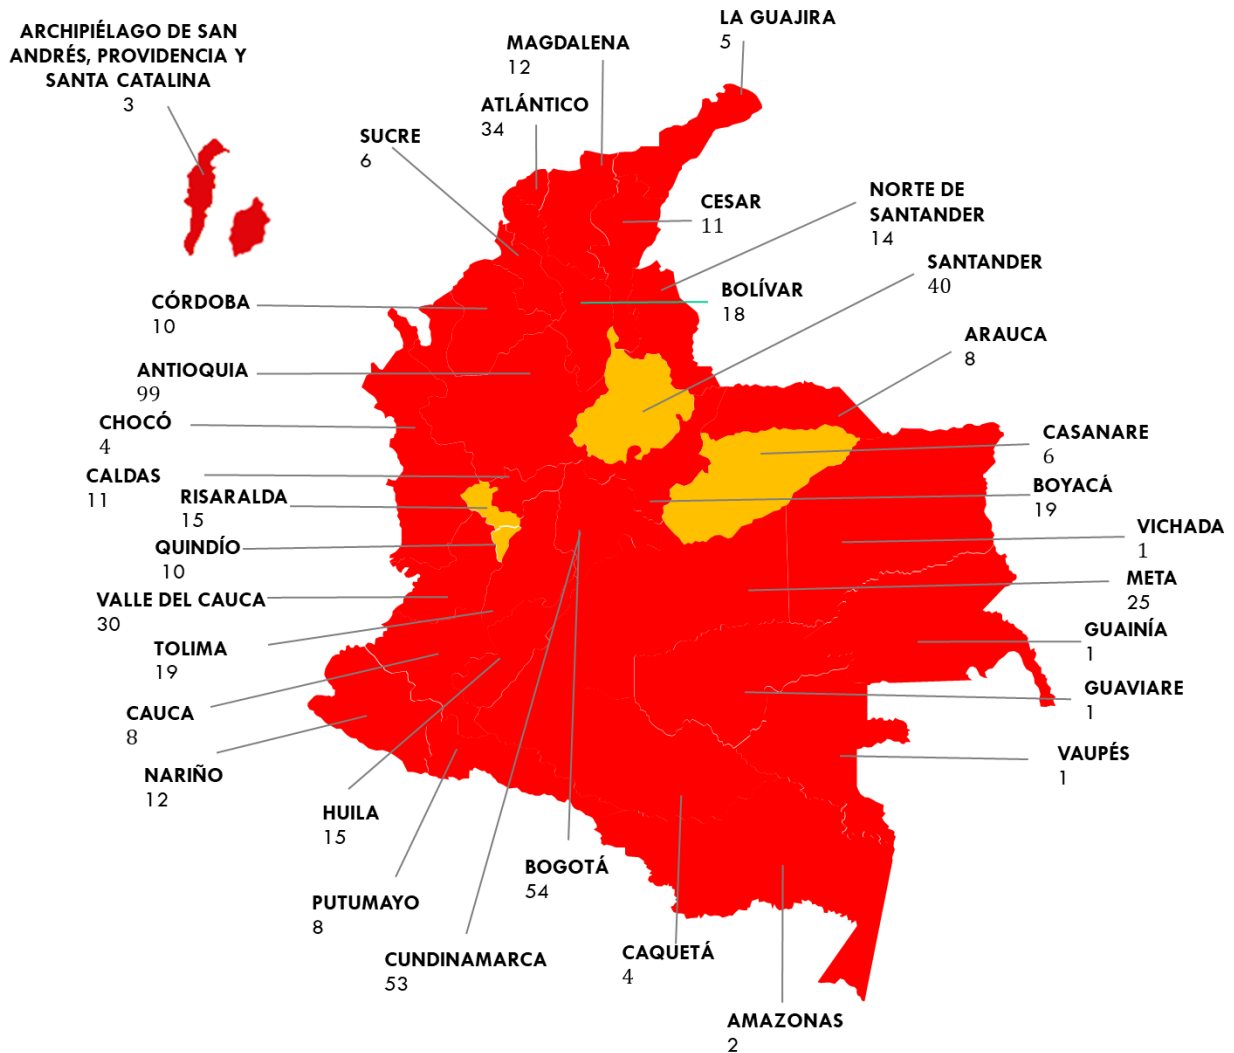 ARCHIPIÉLAGO DE SAN
ANDRÉS, PROVIDENCIA Y
SANTA CATALINA
3
LA GUAJIRA
5
MAGDALENA
12
ATLÁNTICO
34
SUCRE
6
CESAR
11
NORTE DE
SANTANDER
14
SANTANDER
40
BOLÍVAR
18
CÓRDOBA
10
ARAUCA
8
ANTIOQUIA
99
CHOCÓ
4
CASANARE
6
CALDAS
11
BOYACÁ
19
RISARALDA
15
VICHADA
1
QUINDÍO
10
META
25
VALLE DEL CAUCA
30
GUAINÍA
1
TOLIMA
19
GUAVIARE
1
CAUCA
8
VAUPÉS
1
NARIÑO
12
HUILA
15
BOGOTÁ
54
PUTUMAYO
8
CUNDINAMARCA
53
CAQUETÁ
4
AMAZONAS
2